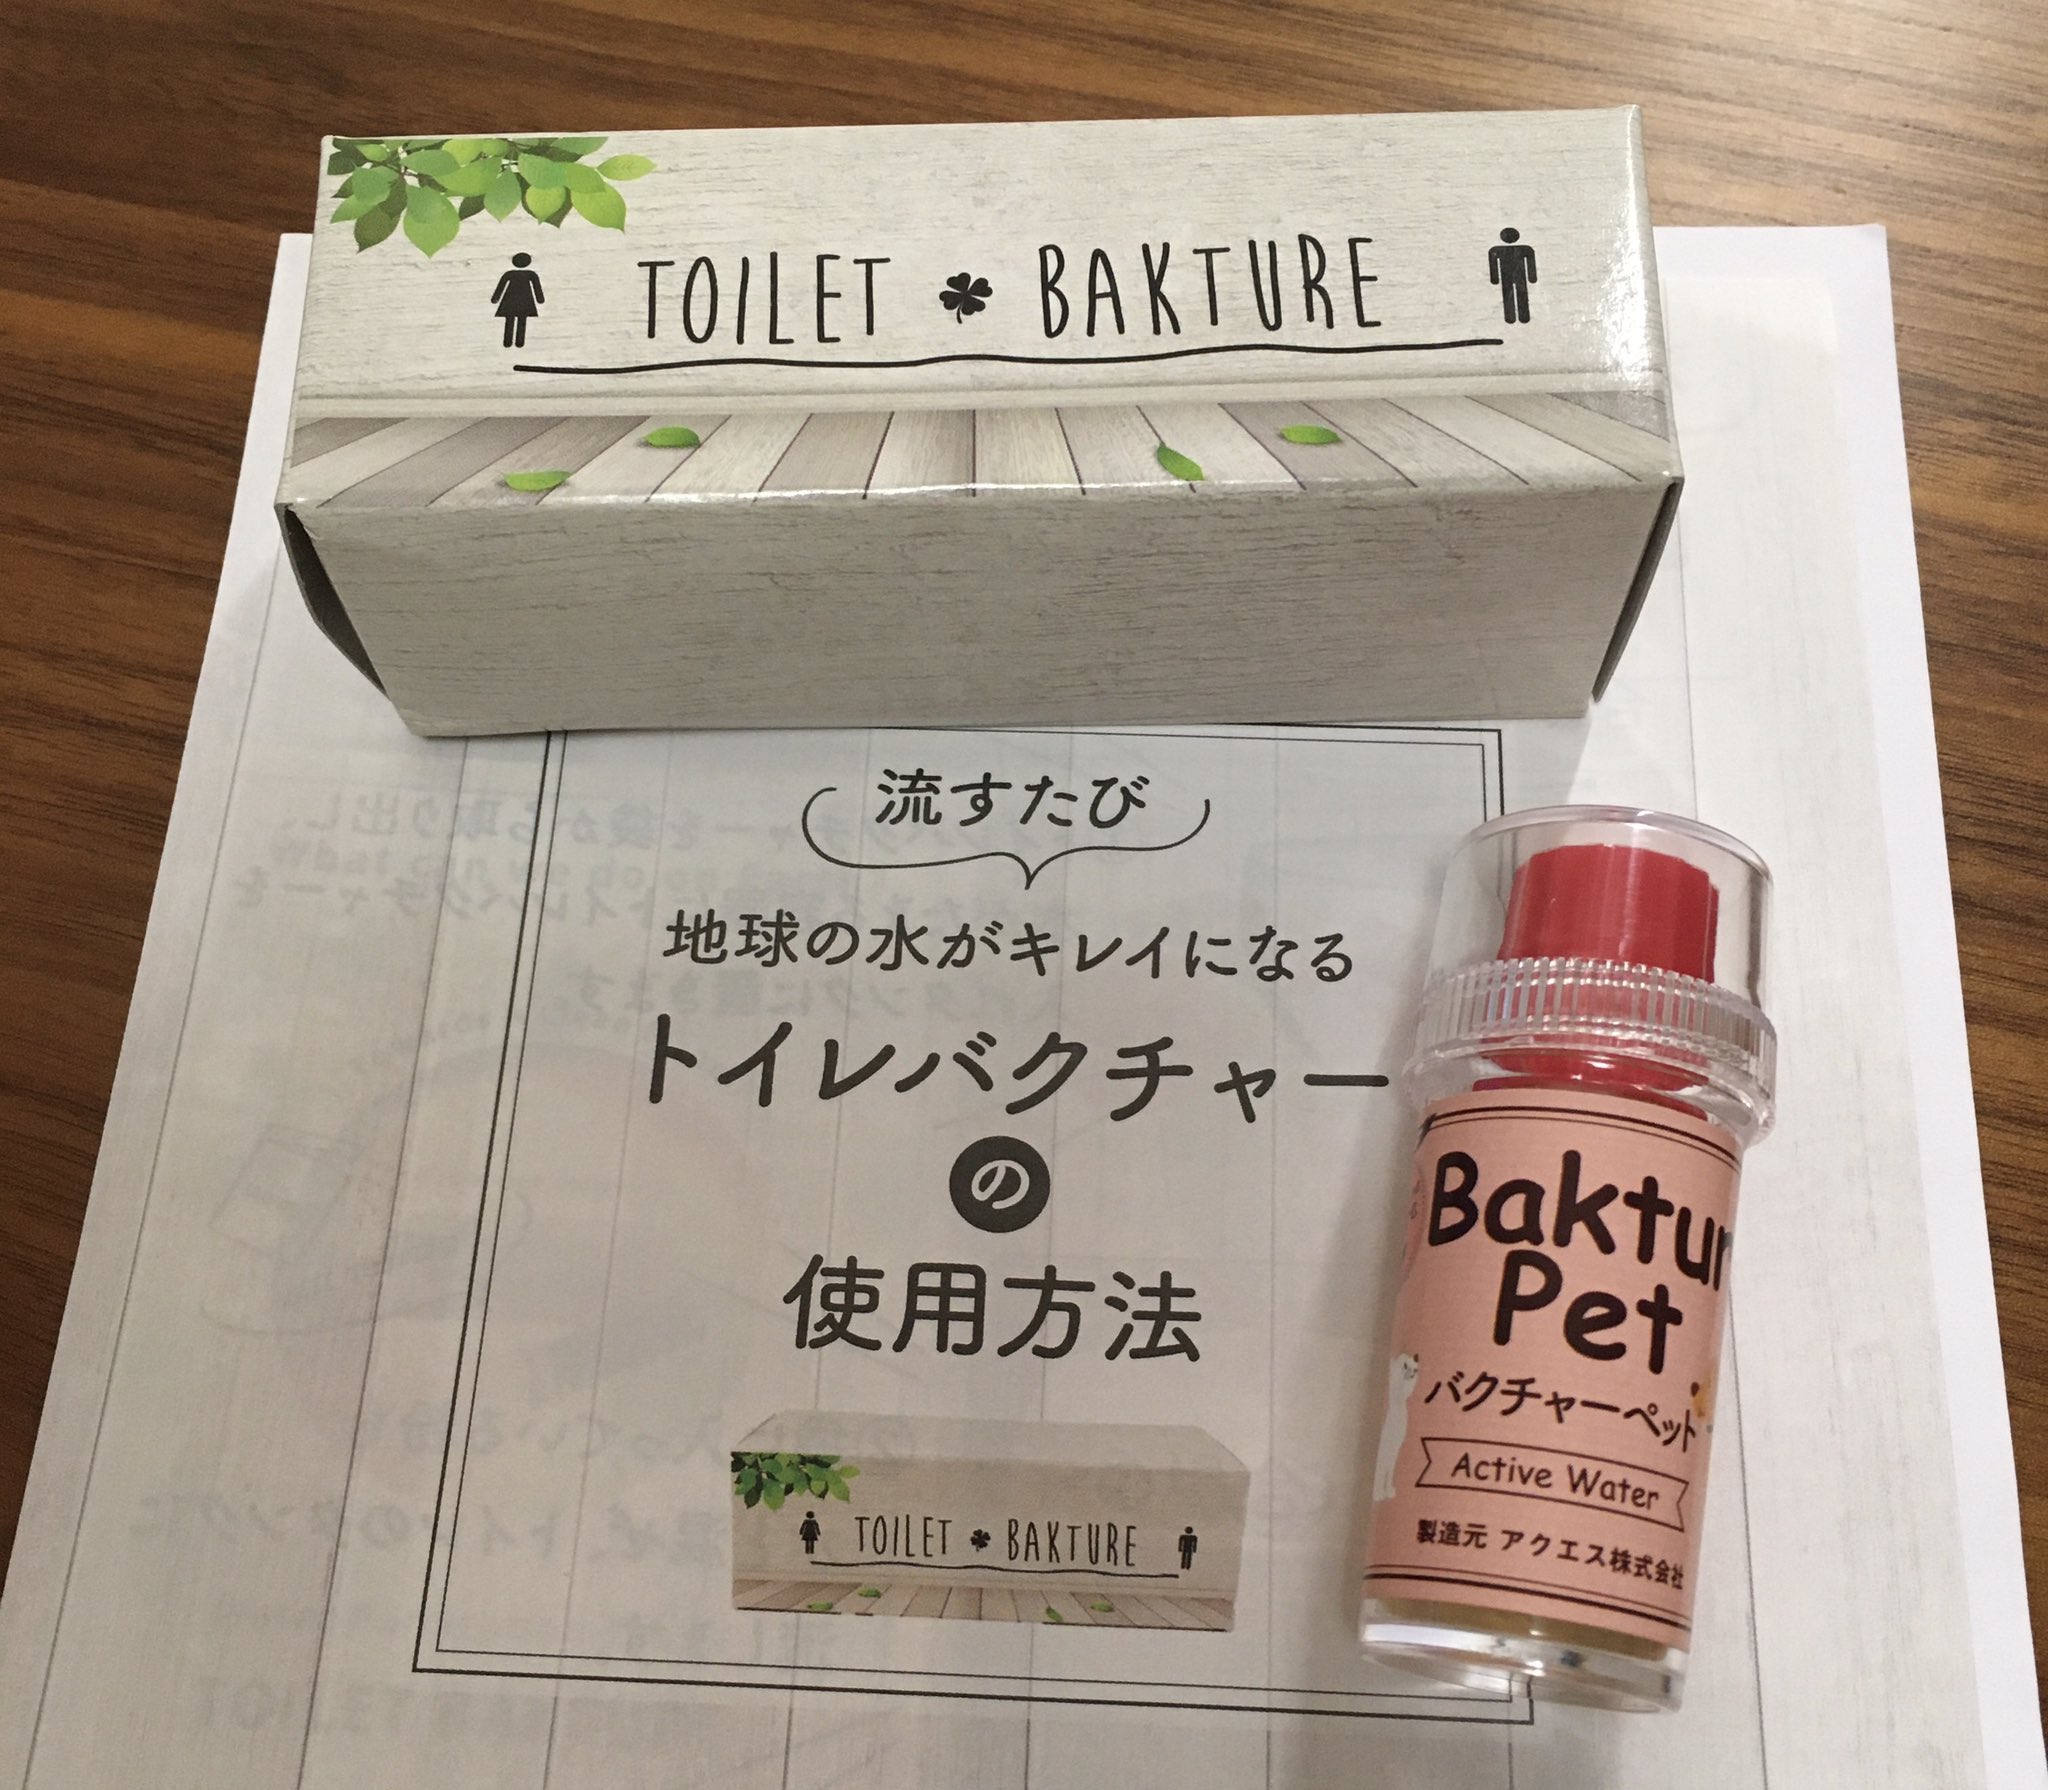 TOILET BAKTURE
流すたび
地球の水がキレイになる
トイレバクチャー
の
使用方法
TOILET BAKTURE
Baktur
Pet
バクチャーペット
Active Water
製造元 アクエス株式会社